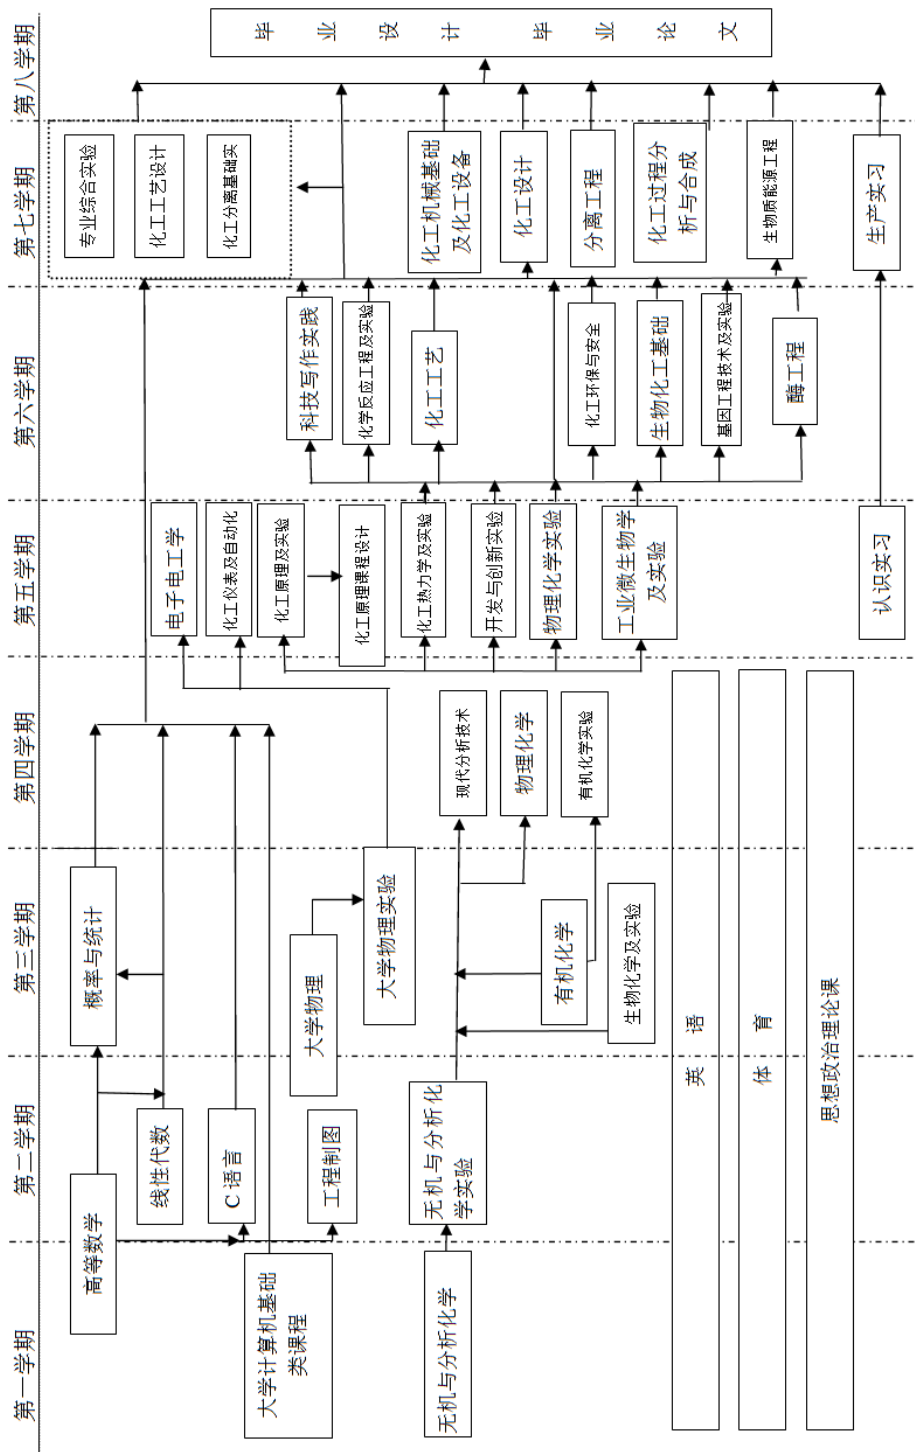 第一学期
第二学期
第三学期
第四学期
第五学期
第六学期
第七学期
第八学期
高等数学
大学计算机基础
类课程
无机与分析化学
线性代数
C 语言
工程制图
无机与分析化
学实验
概率与统计
大学物理
大学物理实验
有机化学
生物化学及实验
现代分析技术
物理化学
有机化学实验
英语
体育
思想政治理论课
电子电工学
化工仪表及自动化
化工原理及实验
化工原理课程设计
化工热力学及实验
开发与创新实验
物理化学实验
工业微生物学
及实验
认识实习
科技写作实践
化学反应工程及实验
化工工艺
化工环保与安全
生物化工基础
基因工程技术及实验
酶工程
专业综合实验
化工工艺设计
化工分离基础实
化工机械基础
及化工设备
化工设计
分离工程
化工过程分
析与合成
生物质能源工程
生产实习
毕业设计毕业论文